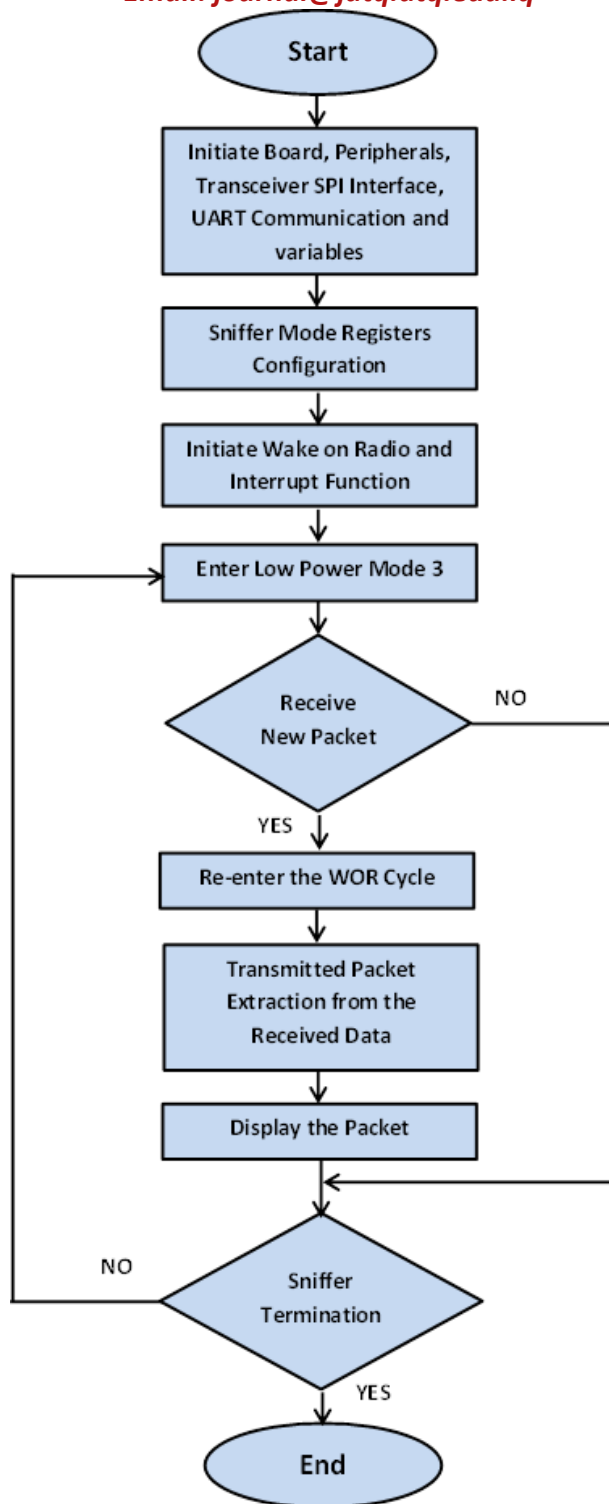 Start
Initiate Board, Peripherals,
Transceiver SPI Interface,
UART Communication and
variables
Sniffer Mode Registers
Configuration
Initiate Wake on Radio and
Interrupt Function
Enter Low Power Mode 3
Receive
New Packet
NO
YES
Re-enter the WOR Cycle
Transmitted Packet
Extraction from the
Received Data
Display the Packet
NO
Sniffer
Termination
YES
End